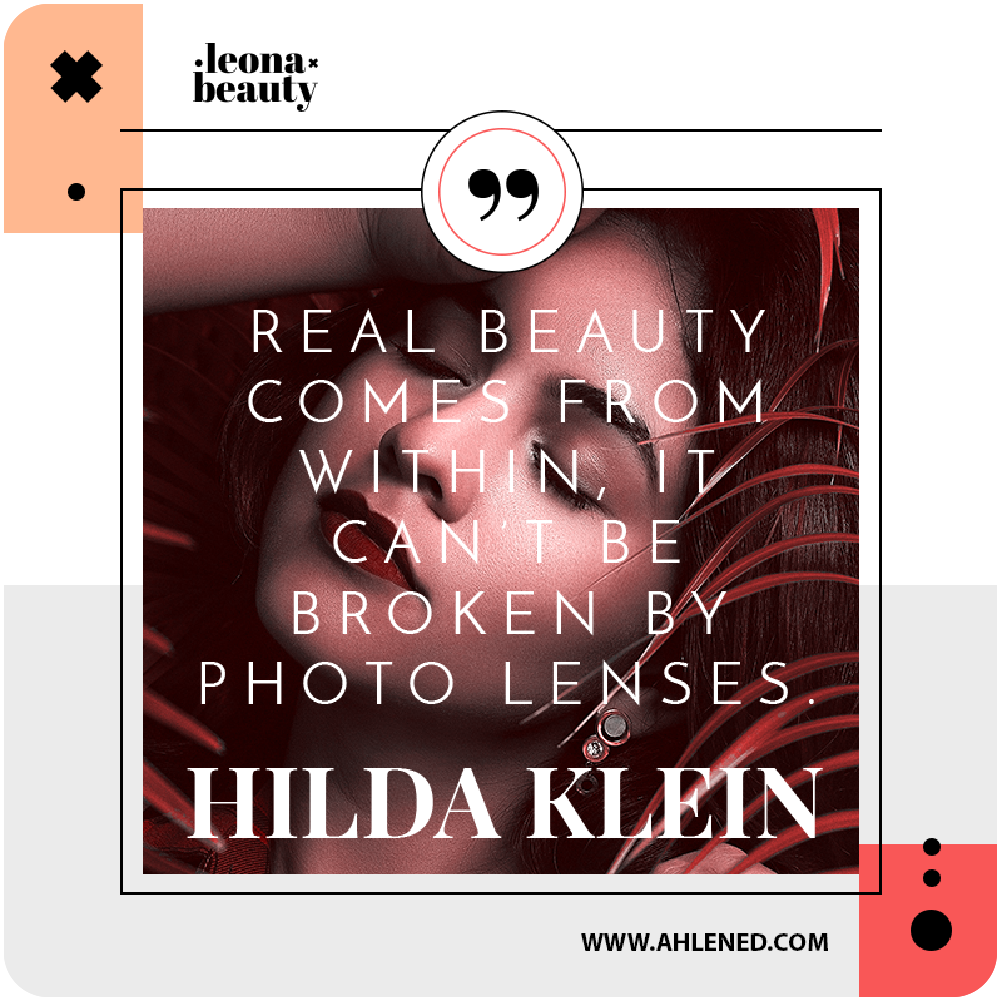 leona
beauty
”
REAL BEAUTY
COMES FROM
WITHIN, IT
CAN'T BE
BROKEN BY
PHOTO LENSES.
HILDA KLEIN
WWW.AHLENED.COM